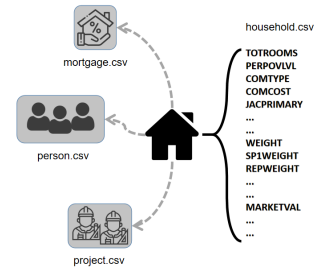 household.csv
mortgage.csv
person.csv
project.csv
TOTROOMS
PERPOVLVL
COMTYPE
COMCOST
JACPRIMARY
...
...
WEIGHT
SP1WEIGHT
REPWEIGHT
...
...
MARKETVAL
...
...